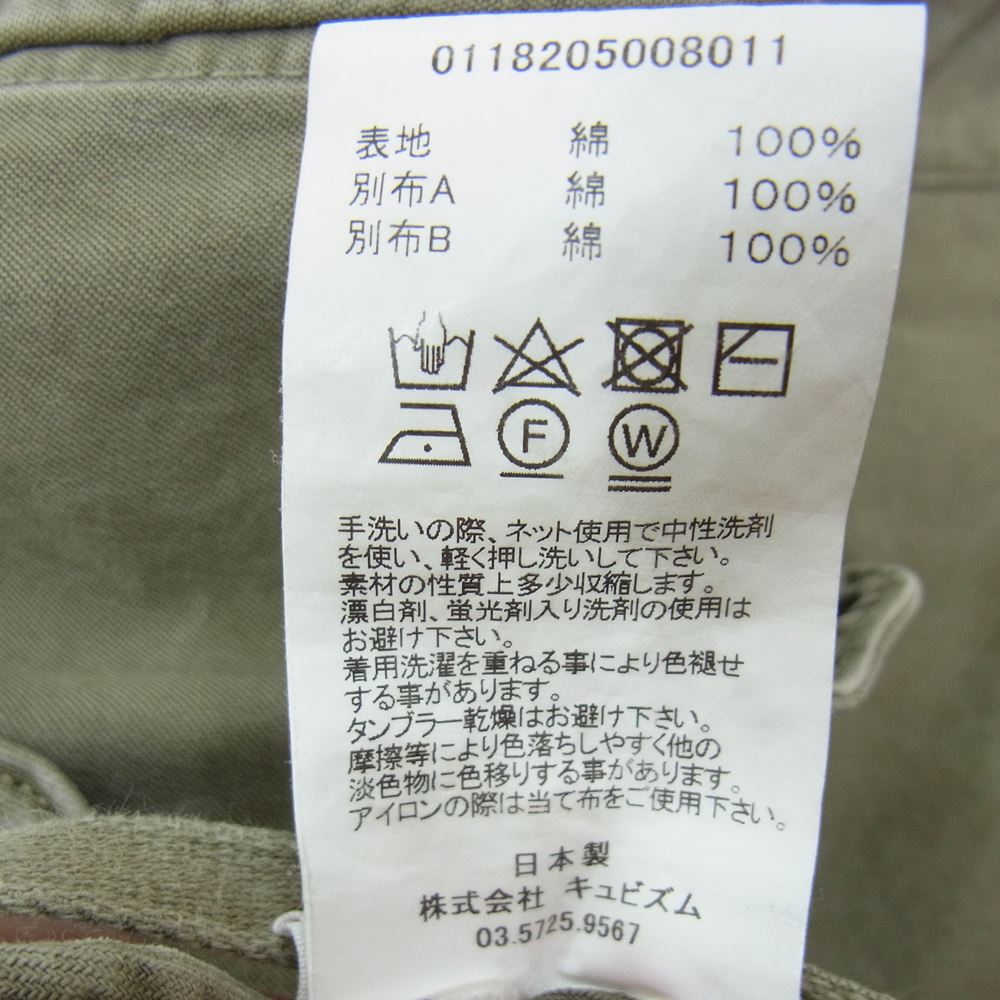 0118205008011
表地 綿 100%
別布A 綿 100%
別布B 綿 100%
F W
手洗いの際、ネット使用で中性洗剤
を使い、軽く押し洗いして下さい。
素材の性質上多少収縮します。
漂白剤、蛍光剤入り洗剤の使用は
お避け下さい。
着用洗濯を重ねる事により色褪せ
する事があります。
タンブラー乾燥はお避け下さい。
摩擦等により色落ちしやすく他の
淡色物に色移りする事があります。
アイロンの際は当て布をご使用下さい。
日本製
株式会社 キュビズム
03.5725.9567